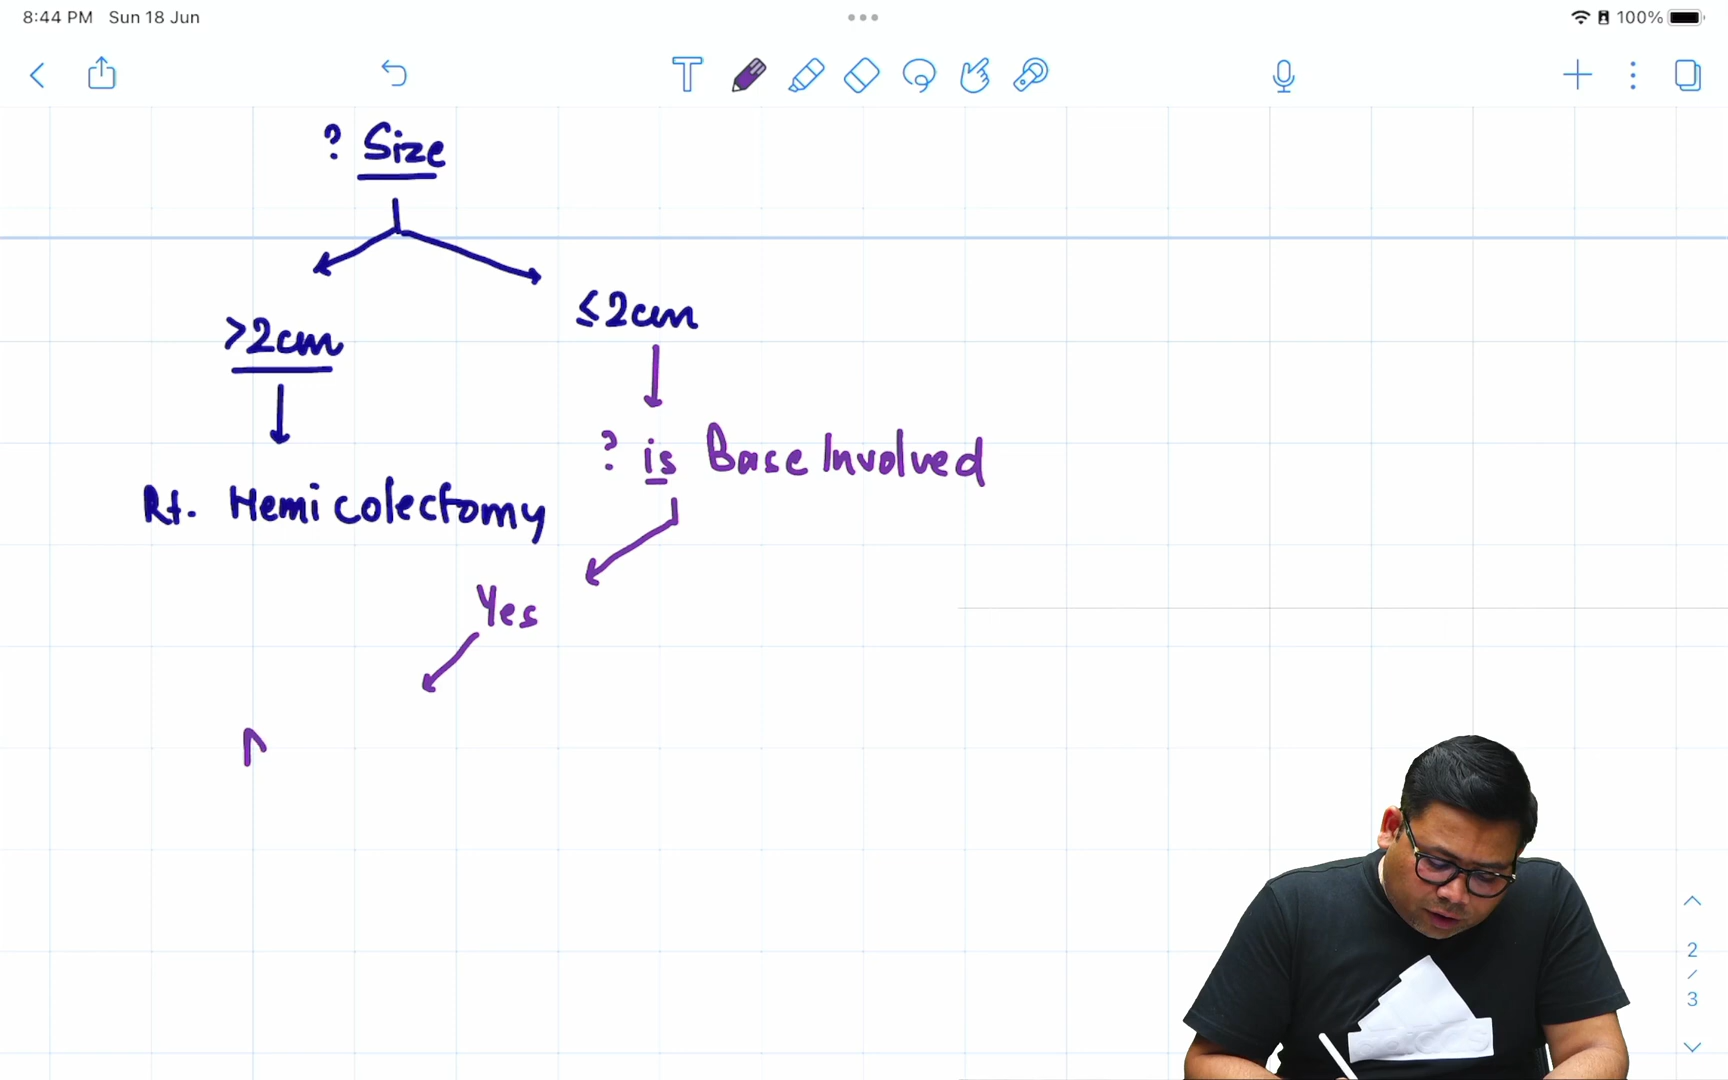 8:44 PM Sun 18 Jun
100%
T
? Size
>2cm
≤2cm
? is Base Involved
Rt. Hemicolectomy
Yes
2
/
3